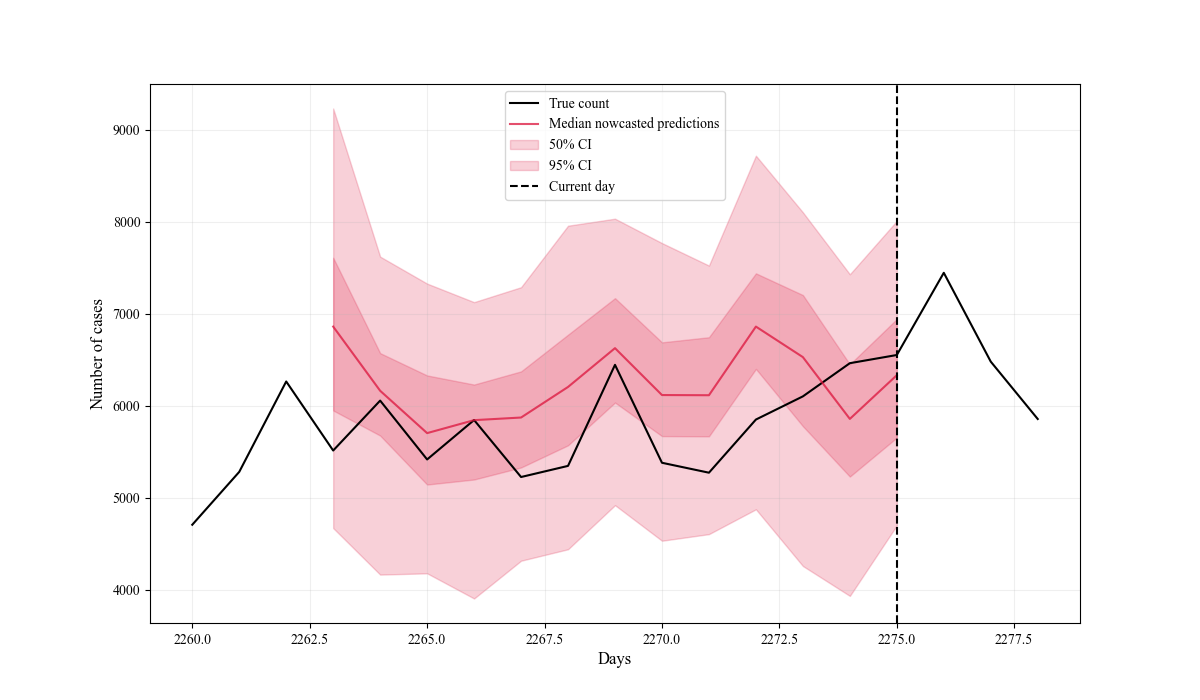 True count
Median nowcasted predictions
50% CI
95% CI
Current day
9000
8000
7000
6000
5000
4000
Number of cases
2260.0 2262.5 2265.0 2267.5 2270.0 2272.5 2275.0 2277.5
Days